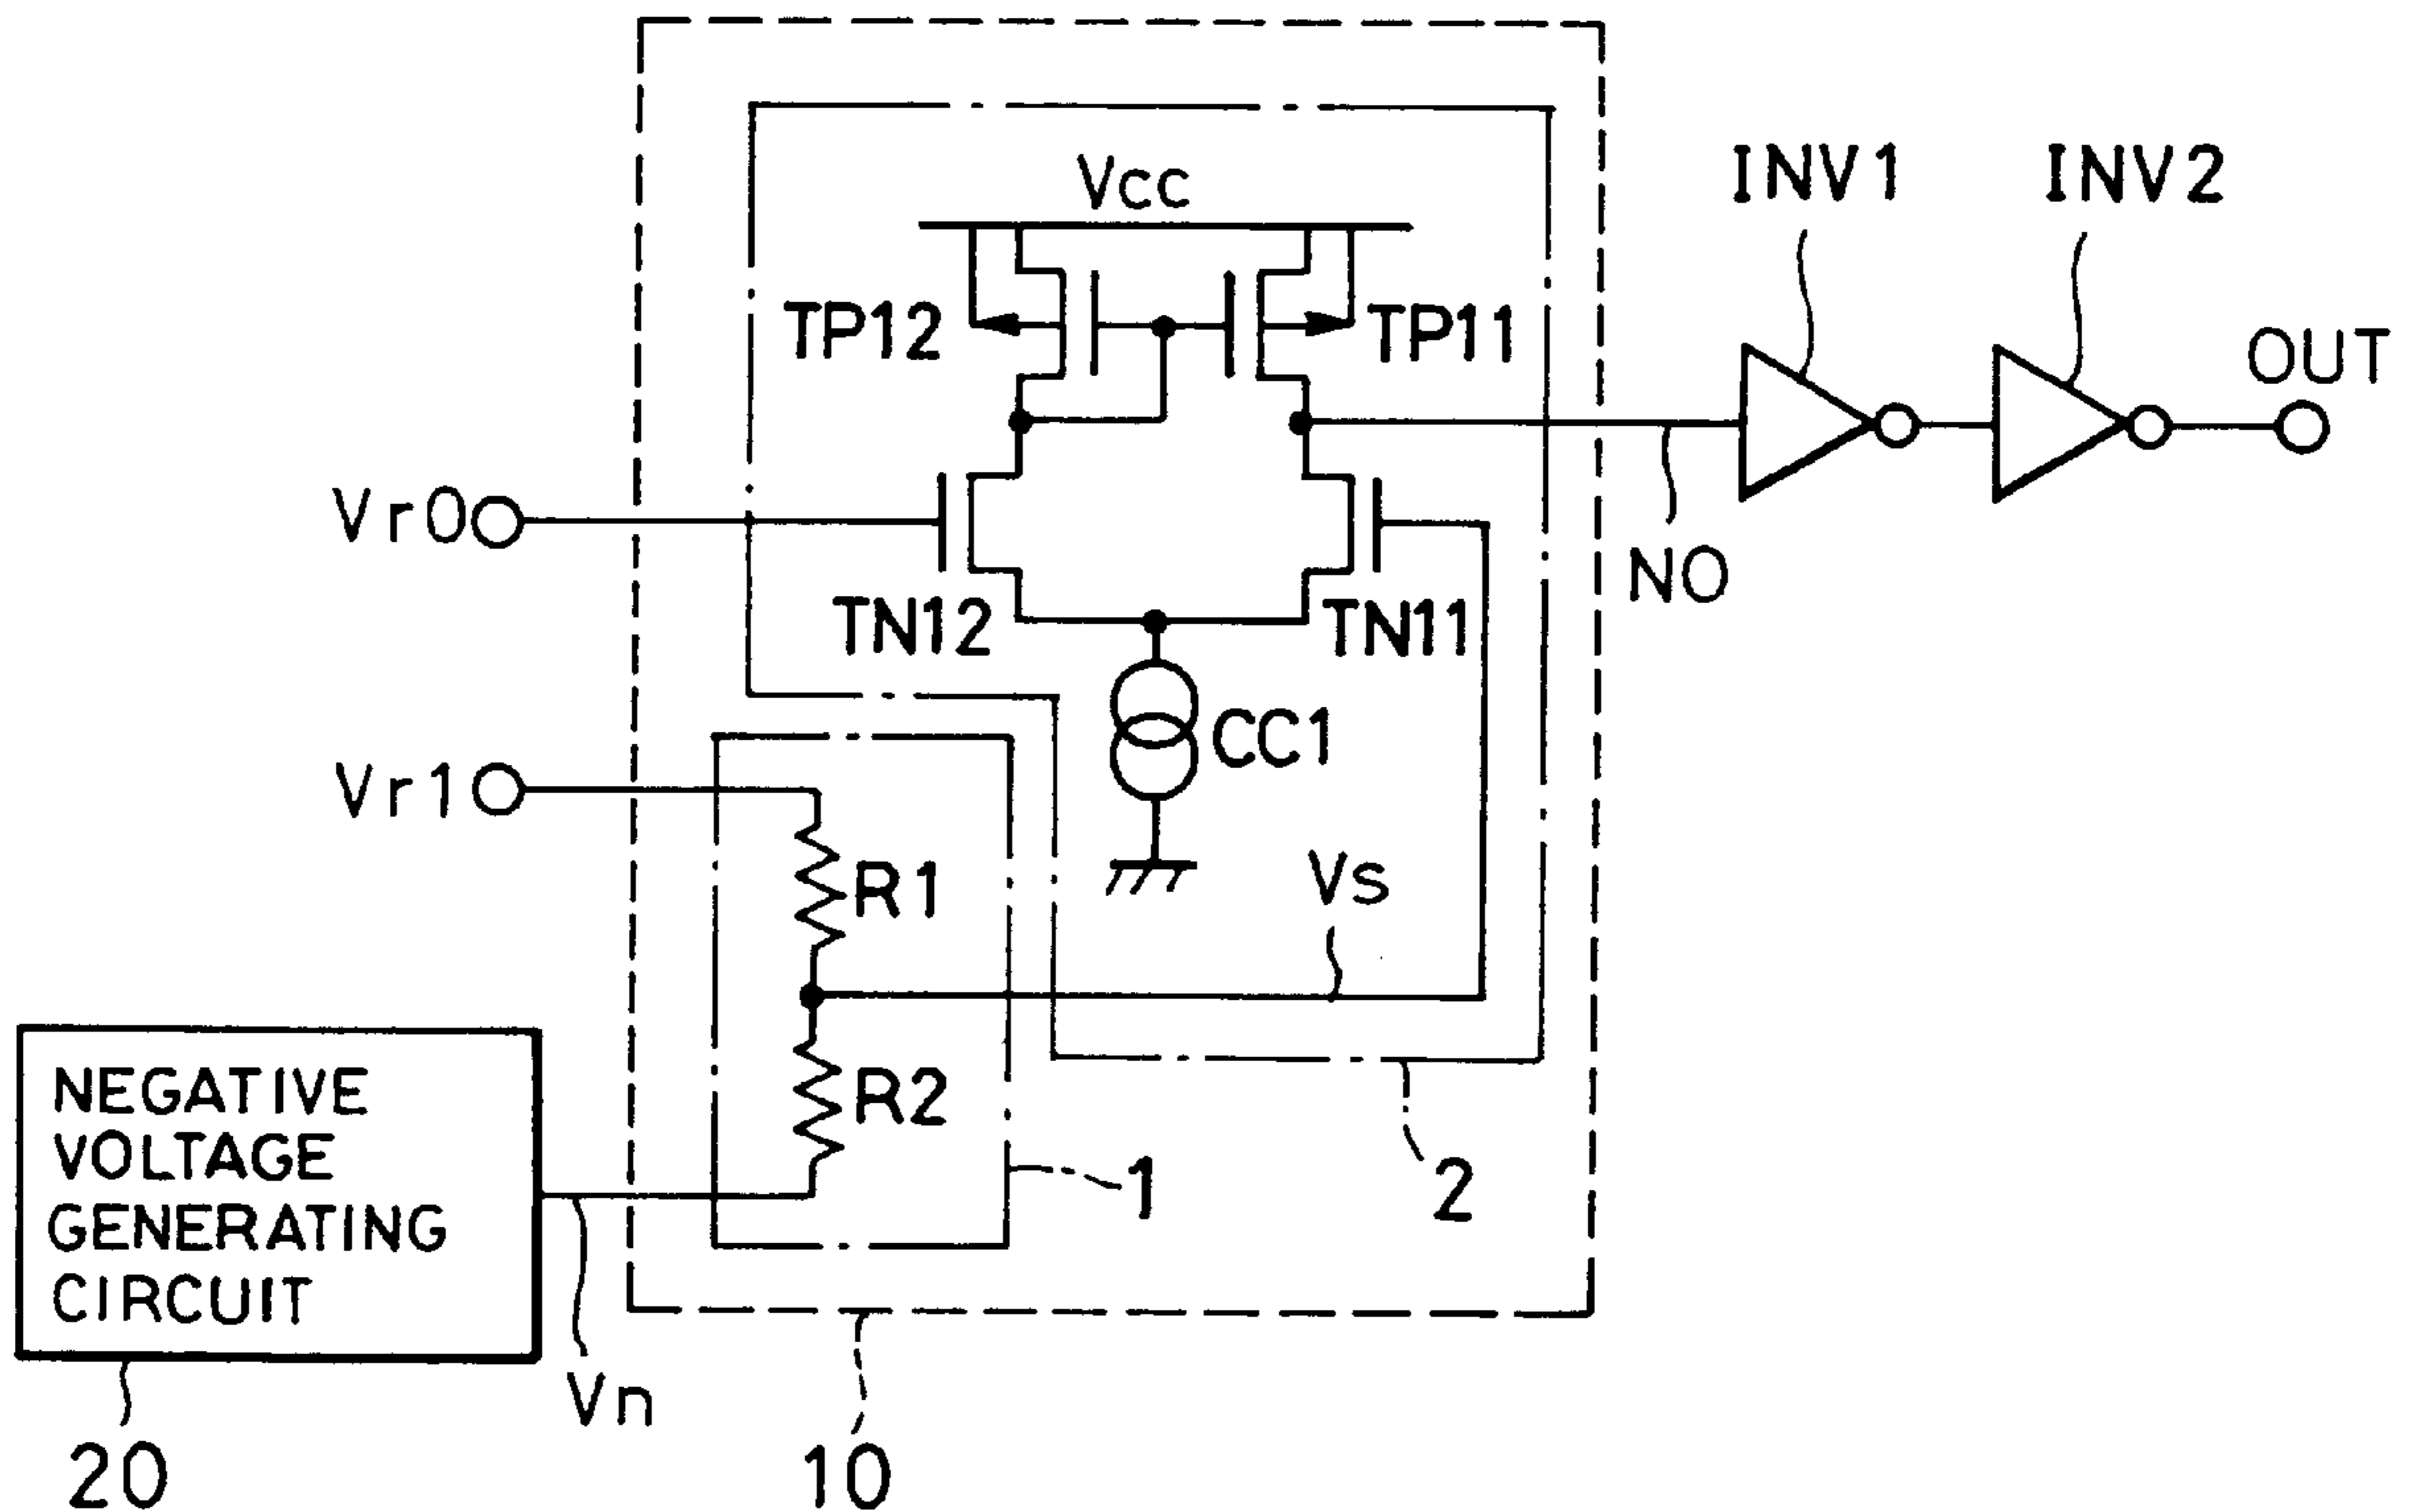 Vcc
INV1
INV2
TP12
TP11
OUT
Vr0
NO
TN12
TN11
CC1
Vr1
R1
Vs
R2
NEGATIVE
VOLTAGE
GENERATING
CIRCUIT
1
2
Vn
20
10